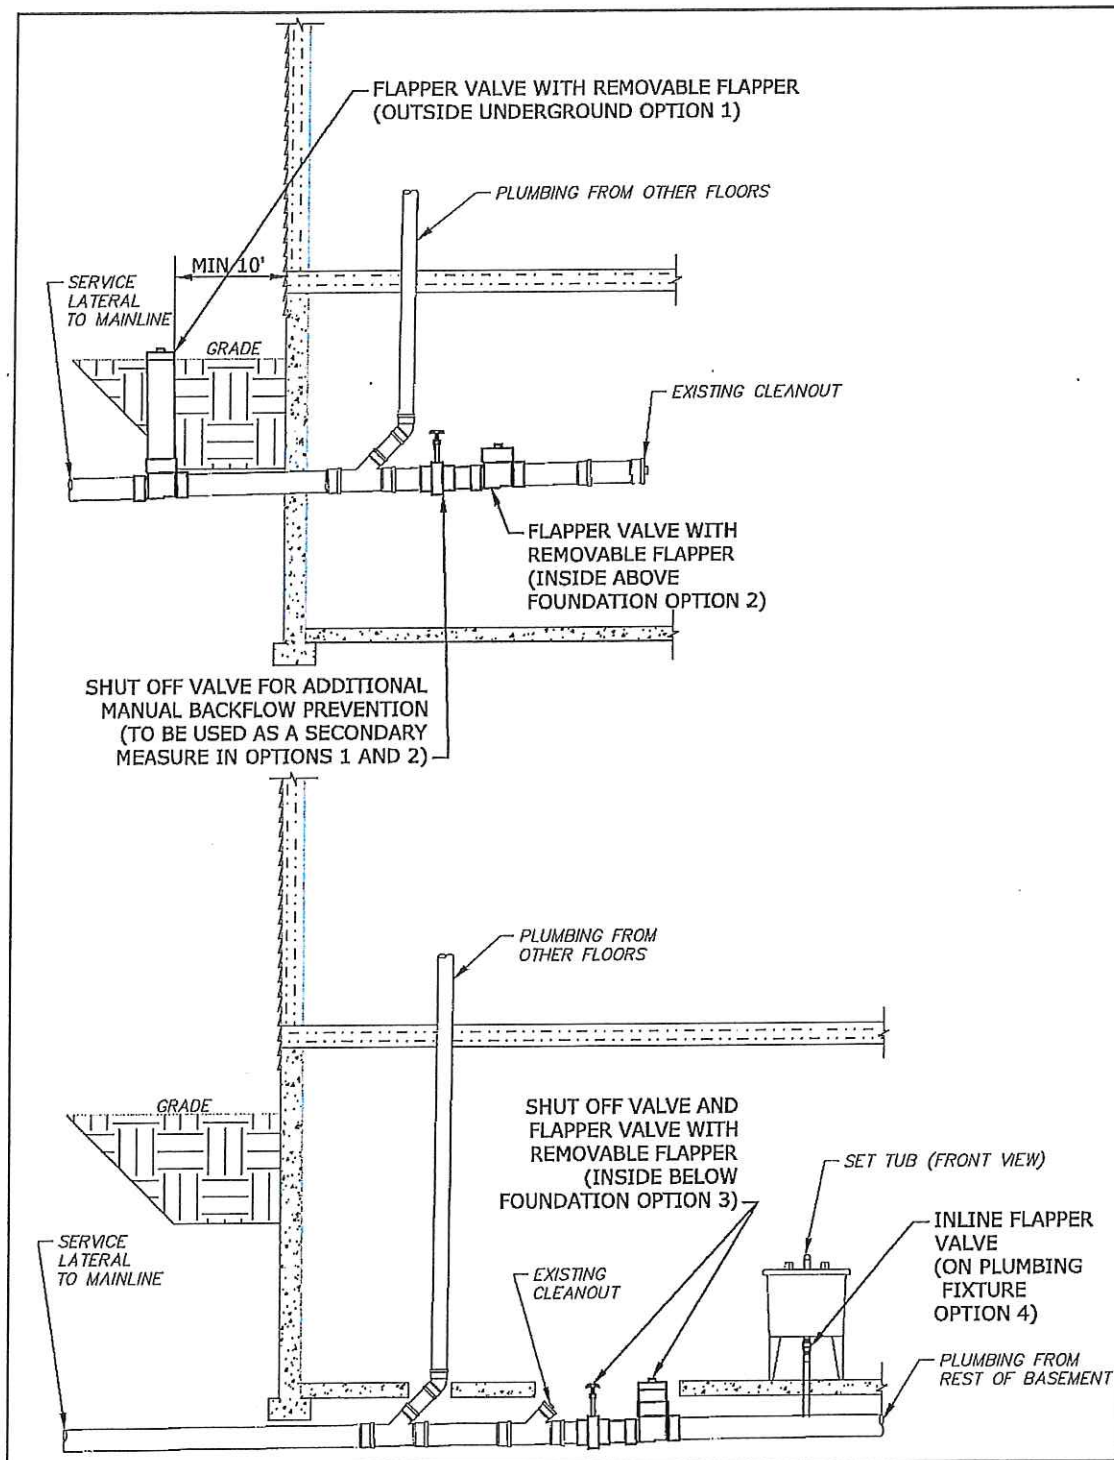 FLAPPER VALVE WITH REMOVABLE FLAPPER
(OUTSIDE UNDERGROUND OPTION 1)
PLUMBING FROM OTHER FLOORS
MIN 10'
SERVICE
LATERAL
TO MAINLINE
GRADE
EXISTING CLEANOUT
FLAPPER VALVE WITH
REMOVABLE FLAPPER
(INSIDE ABOVE
FOUNDATION OPTION 2)
SHUT OFF VALVE FOR ADDITIONAL
MANUAL BACKFLOW PREVENTION
(TO BE USED AS A SECONDARY
MEASURE IN OPTIONS 1 AND 2)
PLUMBING FROM
OTHER FLOORS
GRADE
SHUT OFF VALVE AND
FLAPPER VALVE WITH
REMOVABLE FLAPPER
(INSIDE BELOW
FOUNDATION OPTION 3)
SET TUB (FRONT VIEW)
INLINE FLAPPER
VALVE
(ON PLUMBING
FIXTURE
OPTION 4)
SERVICE
LATERAL
TO MAINLINE
EXISTING
CLEANOUT
PLUMBING FROM
REST OF BASEMENT